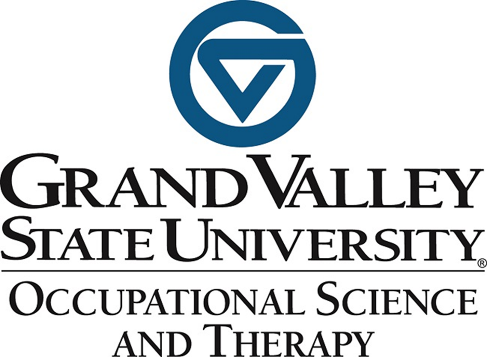 GRAND VALLEY
STATE UNIVERSITY®
OCCUPATIONAL SCIENCE
AND THERAPY